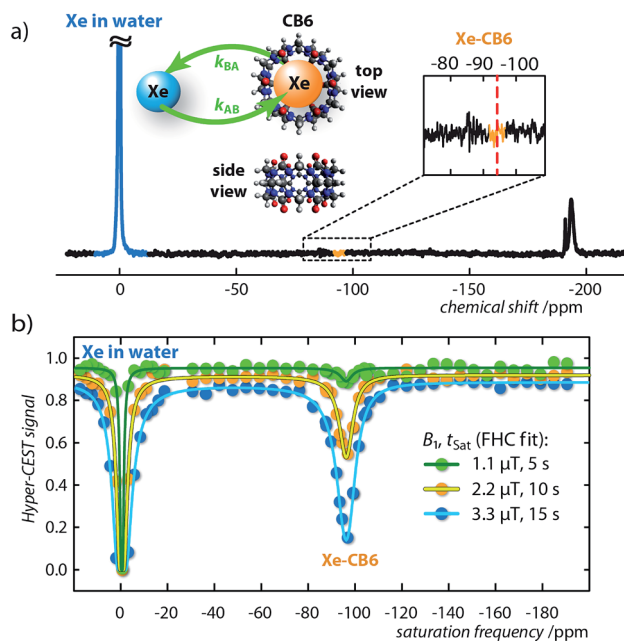 a)
Xe in water
CB6
Xe-CB6
-80 -90 -100
k_BA
Xe
Xe
k_AB
top
view
side
view
0 -50 -100 -150 -200
chemical shift /ppm
b)
Xe in water
1.0
0.8
0.6
0.4
0.2
0.0
Hyper-CEST signal
B₁, t_Sat (FHC fit):
1.1 µT, 5 s
2.2 µT, 10 s
3.3 µT, 15 s
Xe-CB6
0 -20 -40 -60 -80 -100 -120 -140 -160 -180
saturation frequency /ppm